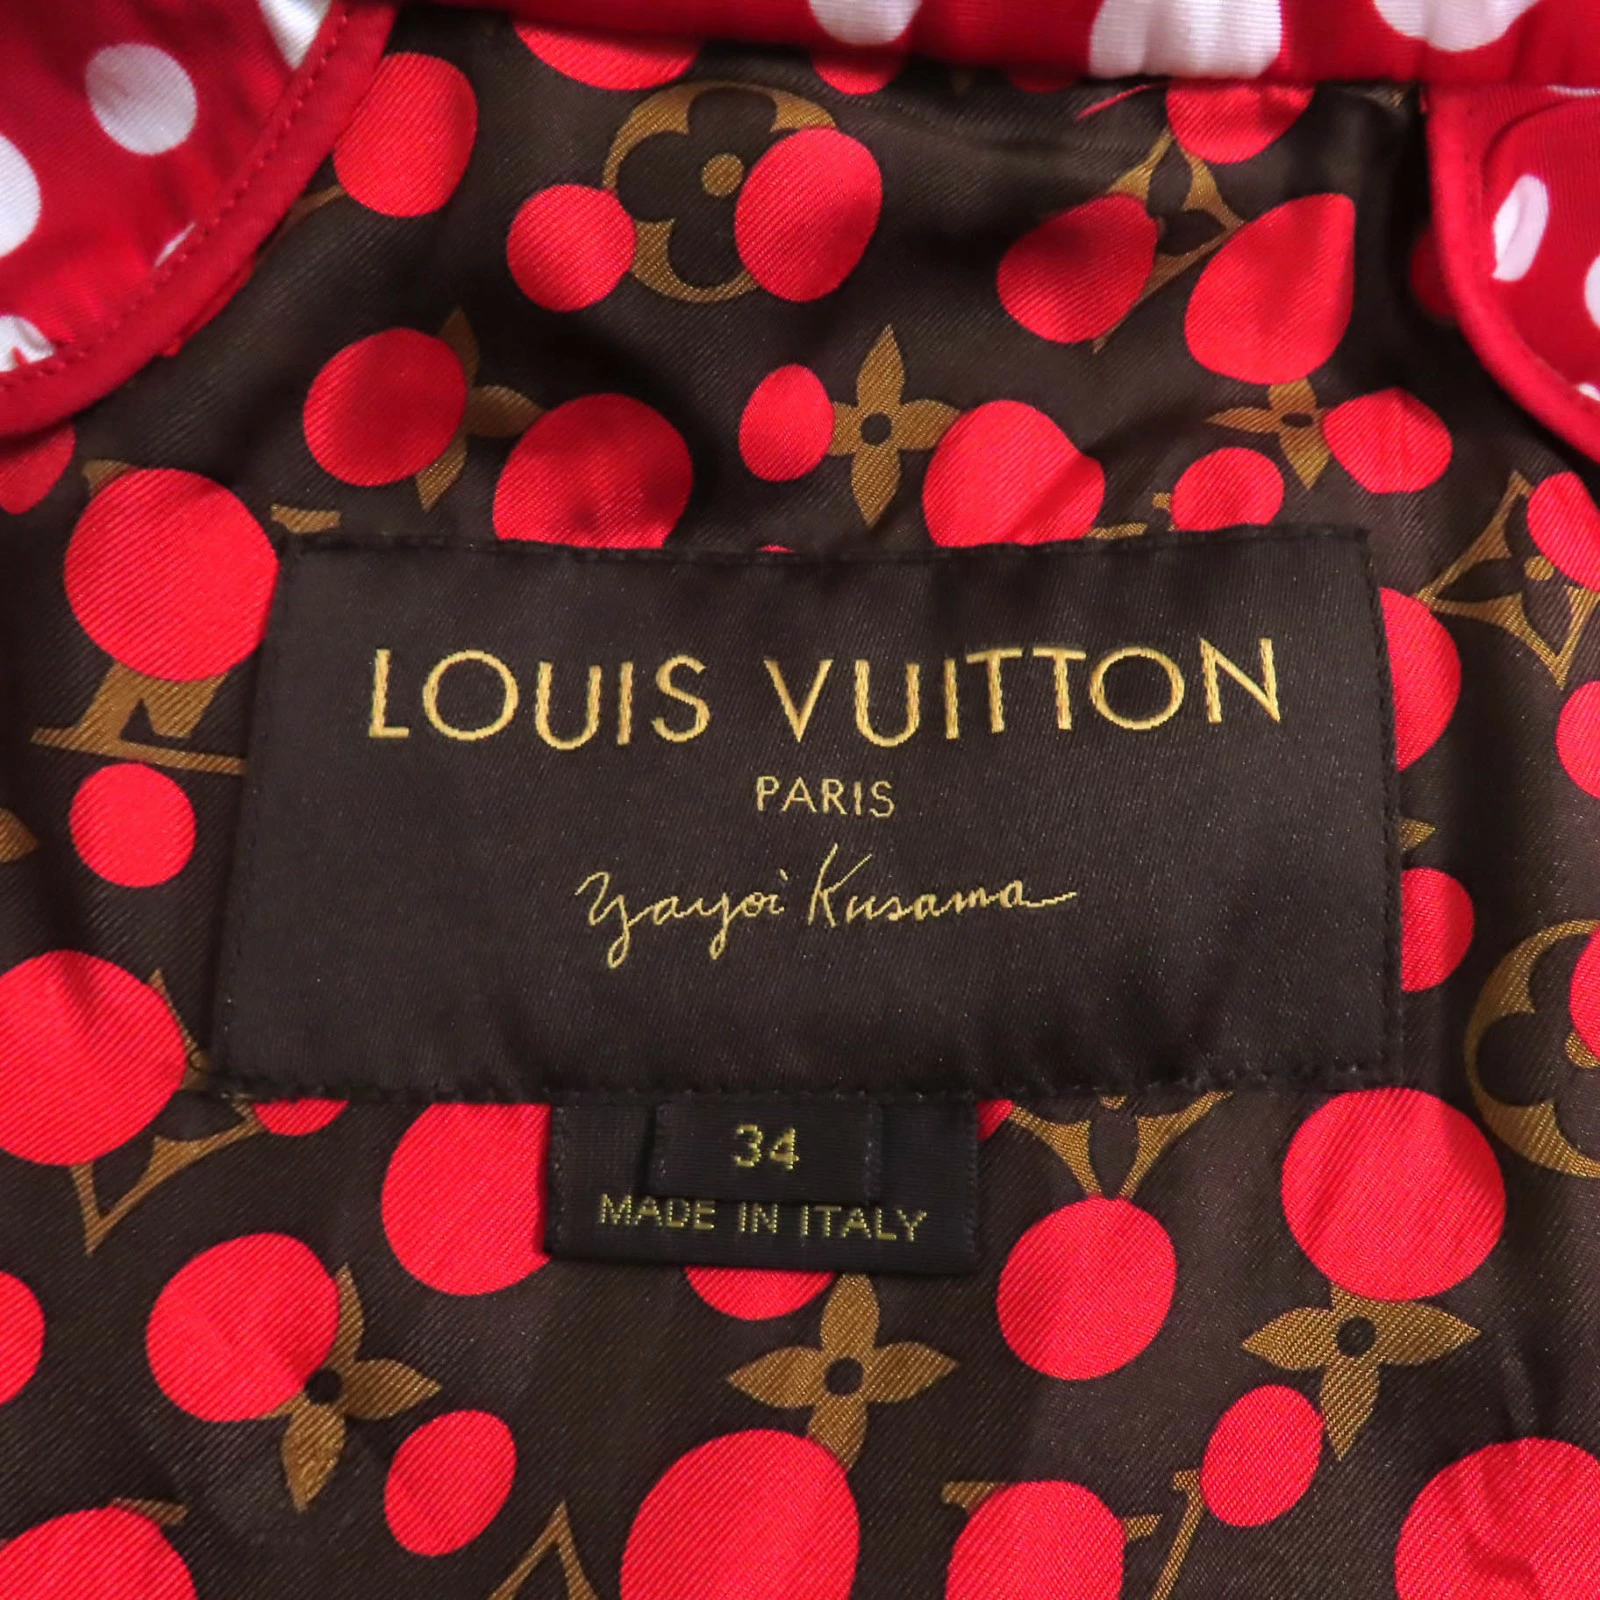 LOUIS VUITTON
PARIS
Yayoi Kusama
34
MADE IN ITALY